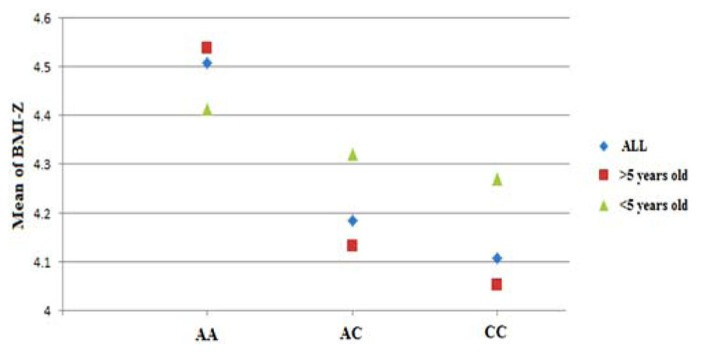 4.6
4.5
4.4
4.3
4.2
4.1
4
Mean of BMI-Z
AA
AC
CC
ALL
>5 years old
<5 years old